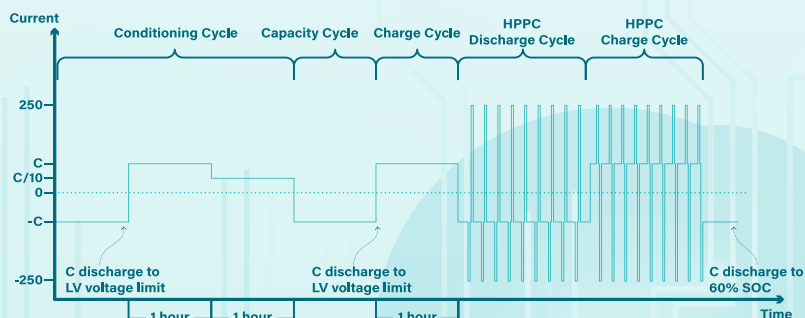 Current
Conditioning Cycle
Capacity Cycle
Charge Cycle
HPPC
Discharge Cycle
HPPC
Charge Cycle
250
C
C/10
0
-C
-250
C discharge to
LV voltage limit
C discharge to
LV voltage limit
C discharge to
60% SOC
1 hour
1 hour
1 hour
Time